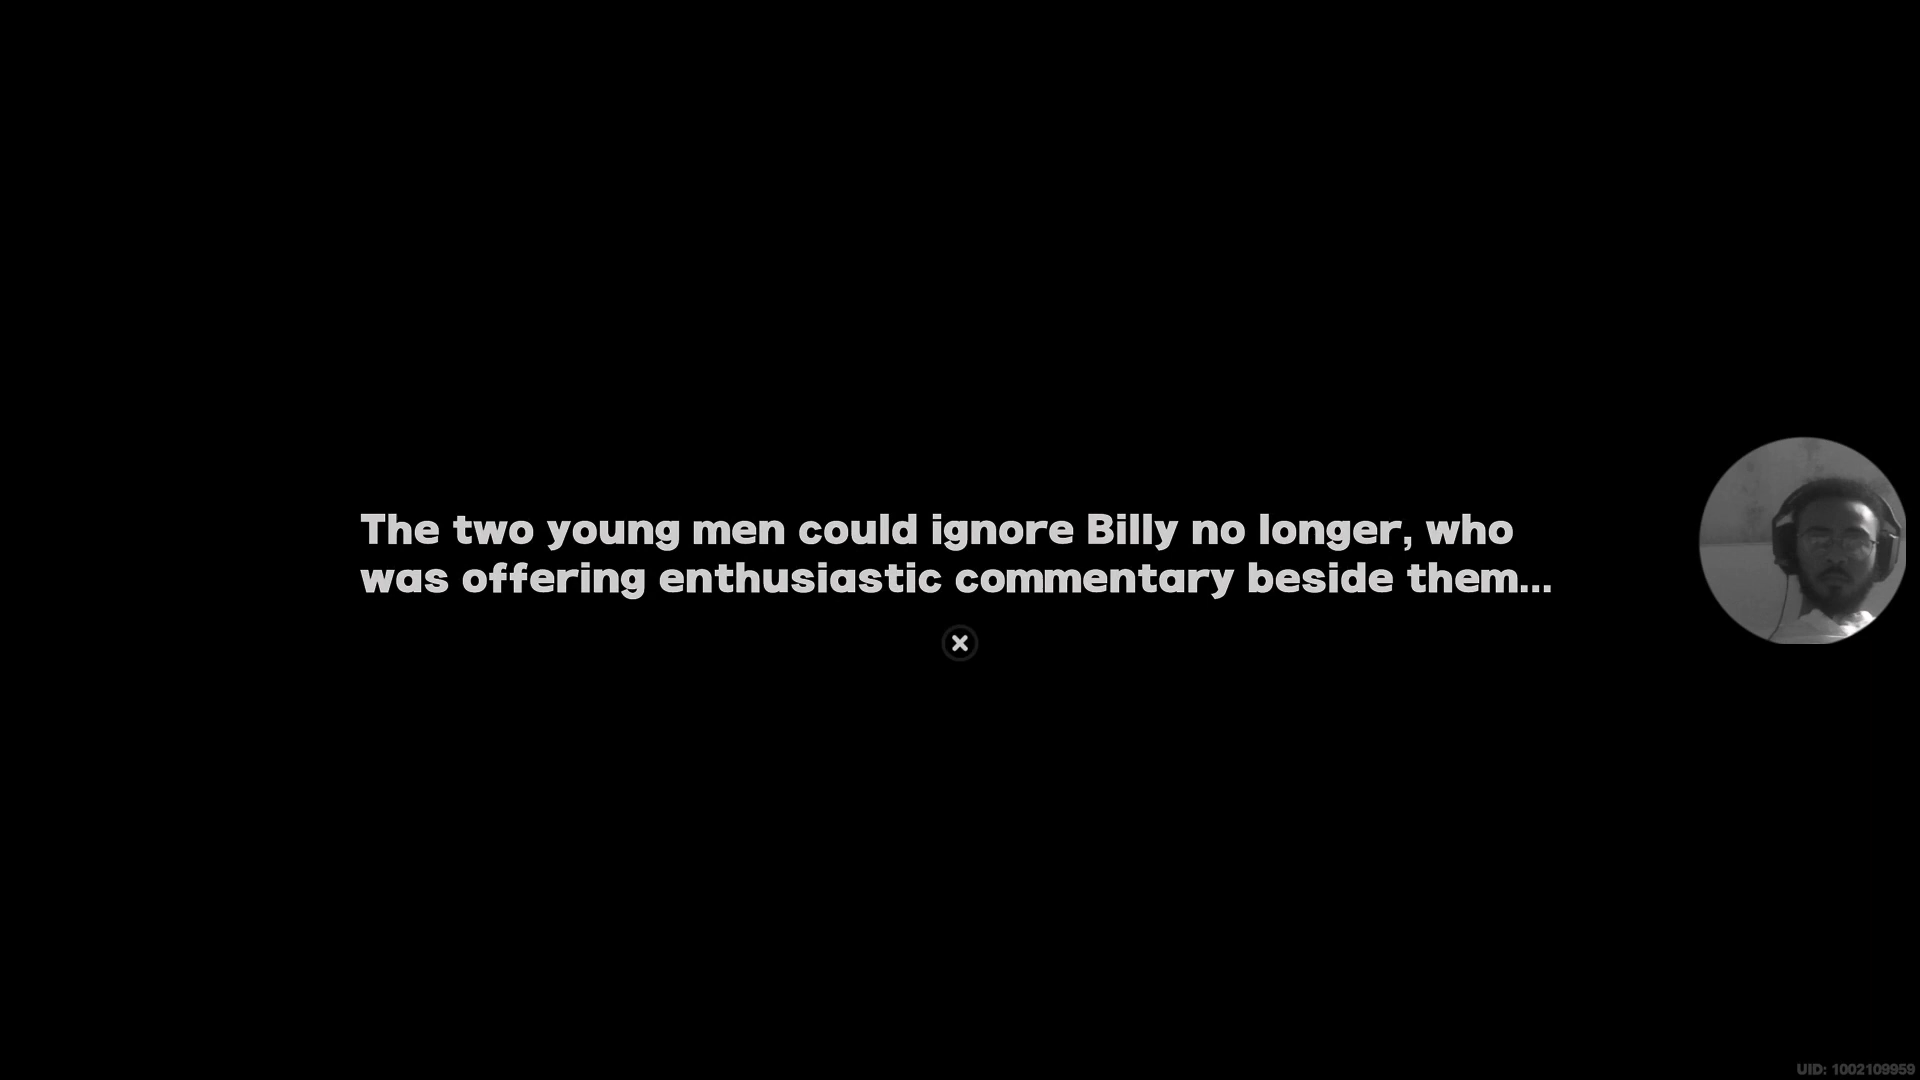 The two young men could ignore Billy no longer, who
was offering enthusiastic commentary beside them...
UID: 1002109959